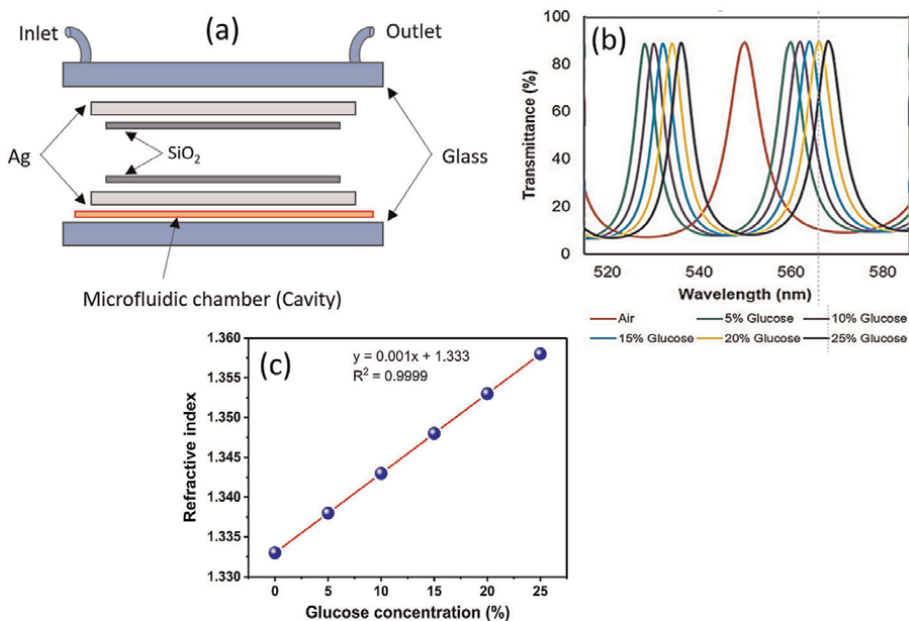 Inlet
(a)
Outlet
Ag
SiO₂
Glass
Microfluidic chamber (Cavity)
(b)
Transmittance (%)
100
80
60
40
20
0
520
540
560
580
Wavelength (nm)
Air
5% Glucose
10% Glucose
15% Glucose
20% Glucose
25% Glucose
(c)
y = 0.001x + 1.333
R² = 0.9999
Refractive index
1.360
1.355
1.350
1.345
1.340
1.335
1.330
0
5
10
15
20
25
Glucose concentration (%)